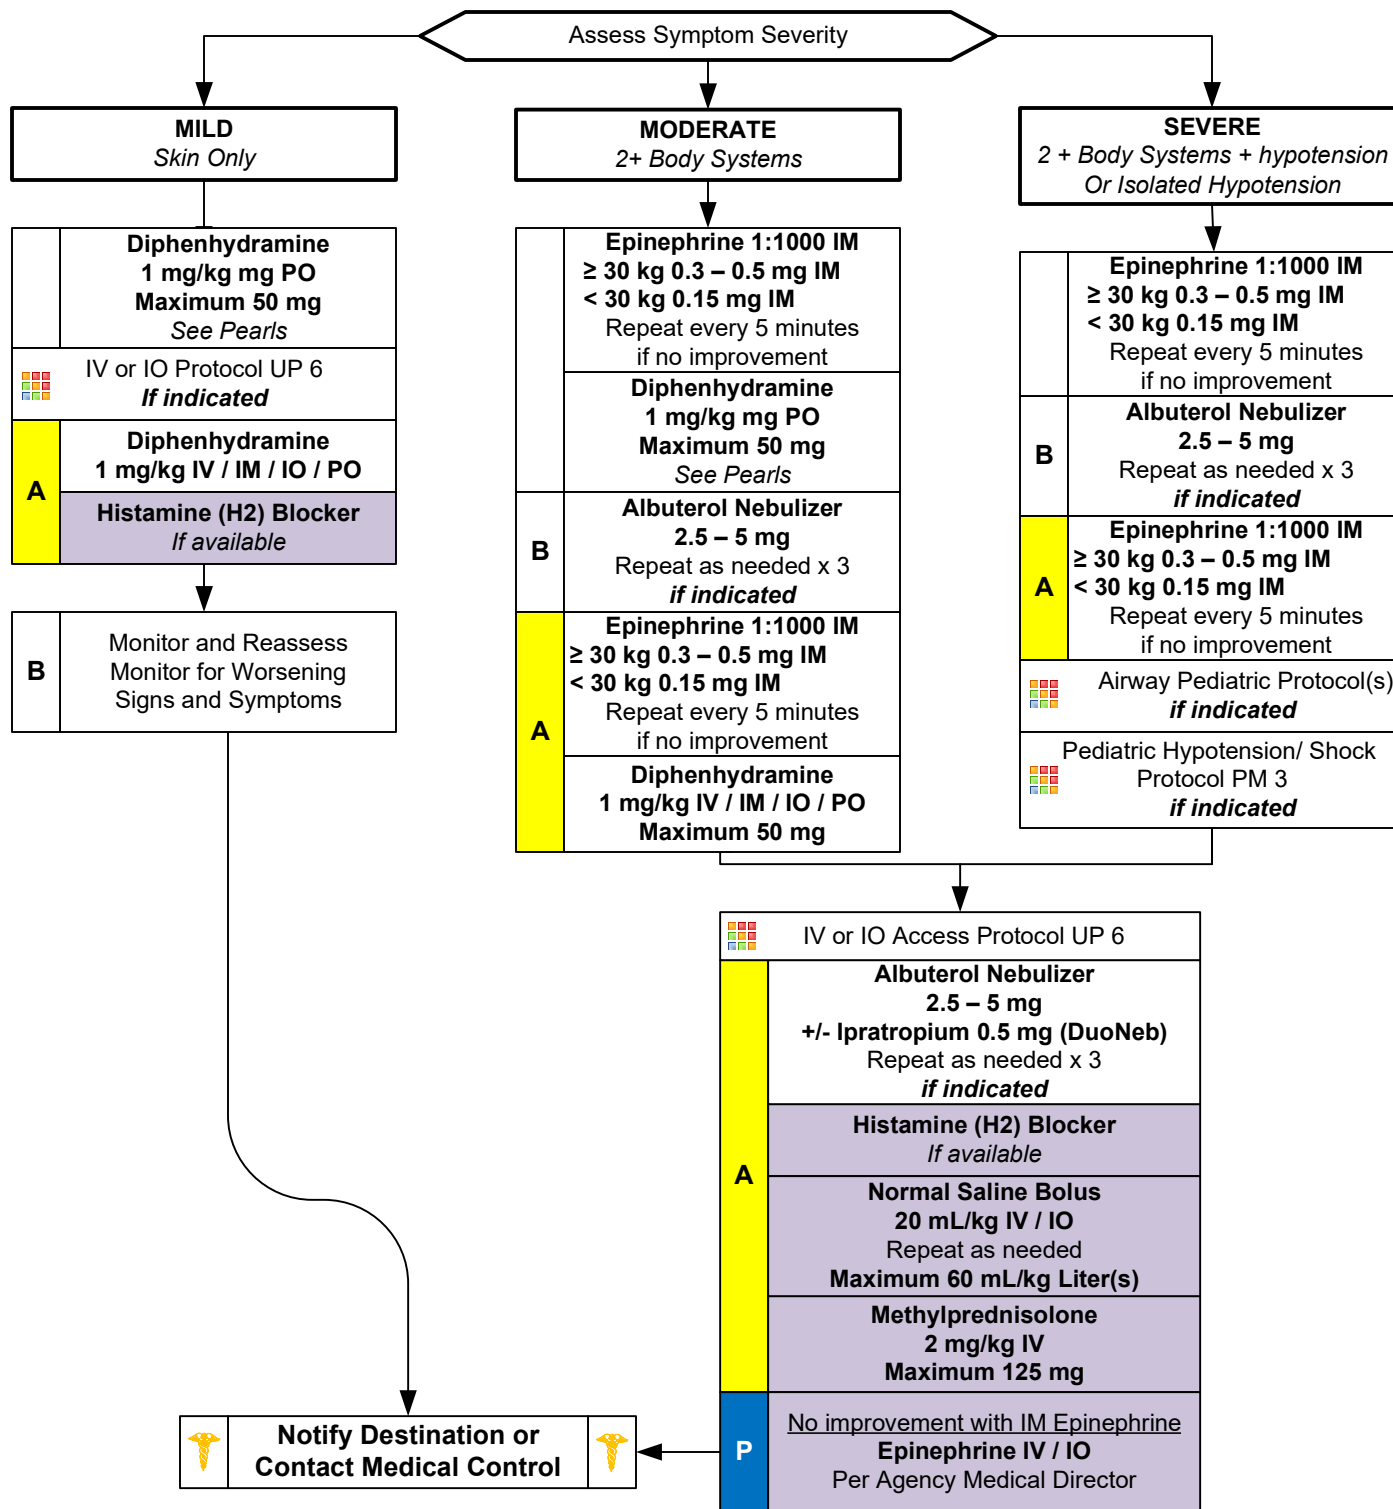 Assess Symptom Severity
MILD
Skin Only
Diphenhydramine
1 mg/kg mg PO
Maximum 50 mg
See Pearls
IV or IO Protocol UP 6
If indicated
A
Diphenhydramine
1 mg/kg IV / IM / IO / PO
Histamine (H2) Blocker
If available
B
Monitor and Reassess
Monitor for Worsening
Signs and Symptoms
MODERATE
2+ Body Systems
Epinephrine 1:1000 IM
≥ 30 kg 0.3 – 0.5 mg IM
< 30 kg 0.15 mg IM
Repeat every 5 minutes
if no improvement
Diphenhydramine
1 mg/kg mg PO
Maximum 50 mg
See Pearls
B
Albuterol Nebulizer
2.5 – 5 mg
Repeat as needed x 3
if indicated
A
Epinephrine 1:1000 IM
≥ 30 kg 0.3 – 0.5 mg IM
< 30 kg 0.15 mg IM
Repeat every 5 minutes
if no improvement
Diphenhydramine
1 mg/kg IV / IM / IO / PO
Maximum 50 mg
SEVERE
2 + Body Systems + hypotension
Or Isolated Hypotension
Epinephrine 1:1000 IM
≥ 30 kg 0.3 – 0.5 mg IM
< 30 kg 0.15 mg IM
Repeat every 5 minutes
if no improvement
B
Albuterol Nebulizer
2.5 – 5 mg
Repeat as needed x 3
if indicated
A
Epinephrine 1:1000 IM
≥ 30 kg 0.3 – 0.5 mg IM
< 30 kg 0.15 mg IM
Repeat every 5 minutes
if no improvement
Airway Pediatric Protocol(s)
if indicated
Pediatric Hypotension/ Shock
Protocol PM 3
if indicated
IV or IO Access Protocol UP 6
A
Albuterol Nebulizer
2.5 – 5 mg
+/- Ipratropium 0.5 mg (DuoNeb)
Repeat as needed x 3
if indicated
Histamine (H2) Blocker
If available
Normal Saline Bolus
20 mL/kg IV / IO
Repeat as needed
Maximum 60 mL/kg Liter(s)
Methylprednisolone
2 mg/kg IV
Maximum 125 mg
P
No improvement with IM Epinephrine
Epinephrine IV / IO
Per Agency Medical Director
Notify Destination or
Contact Medical Control